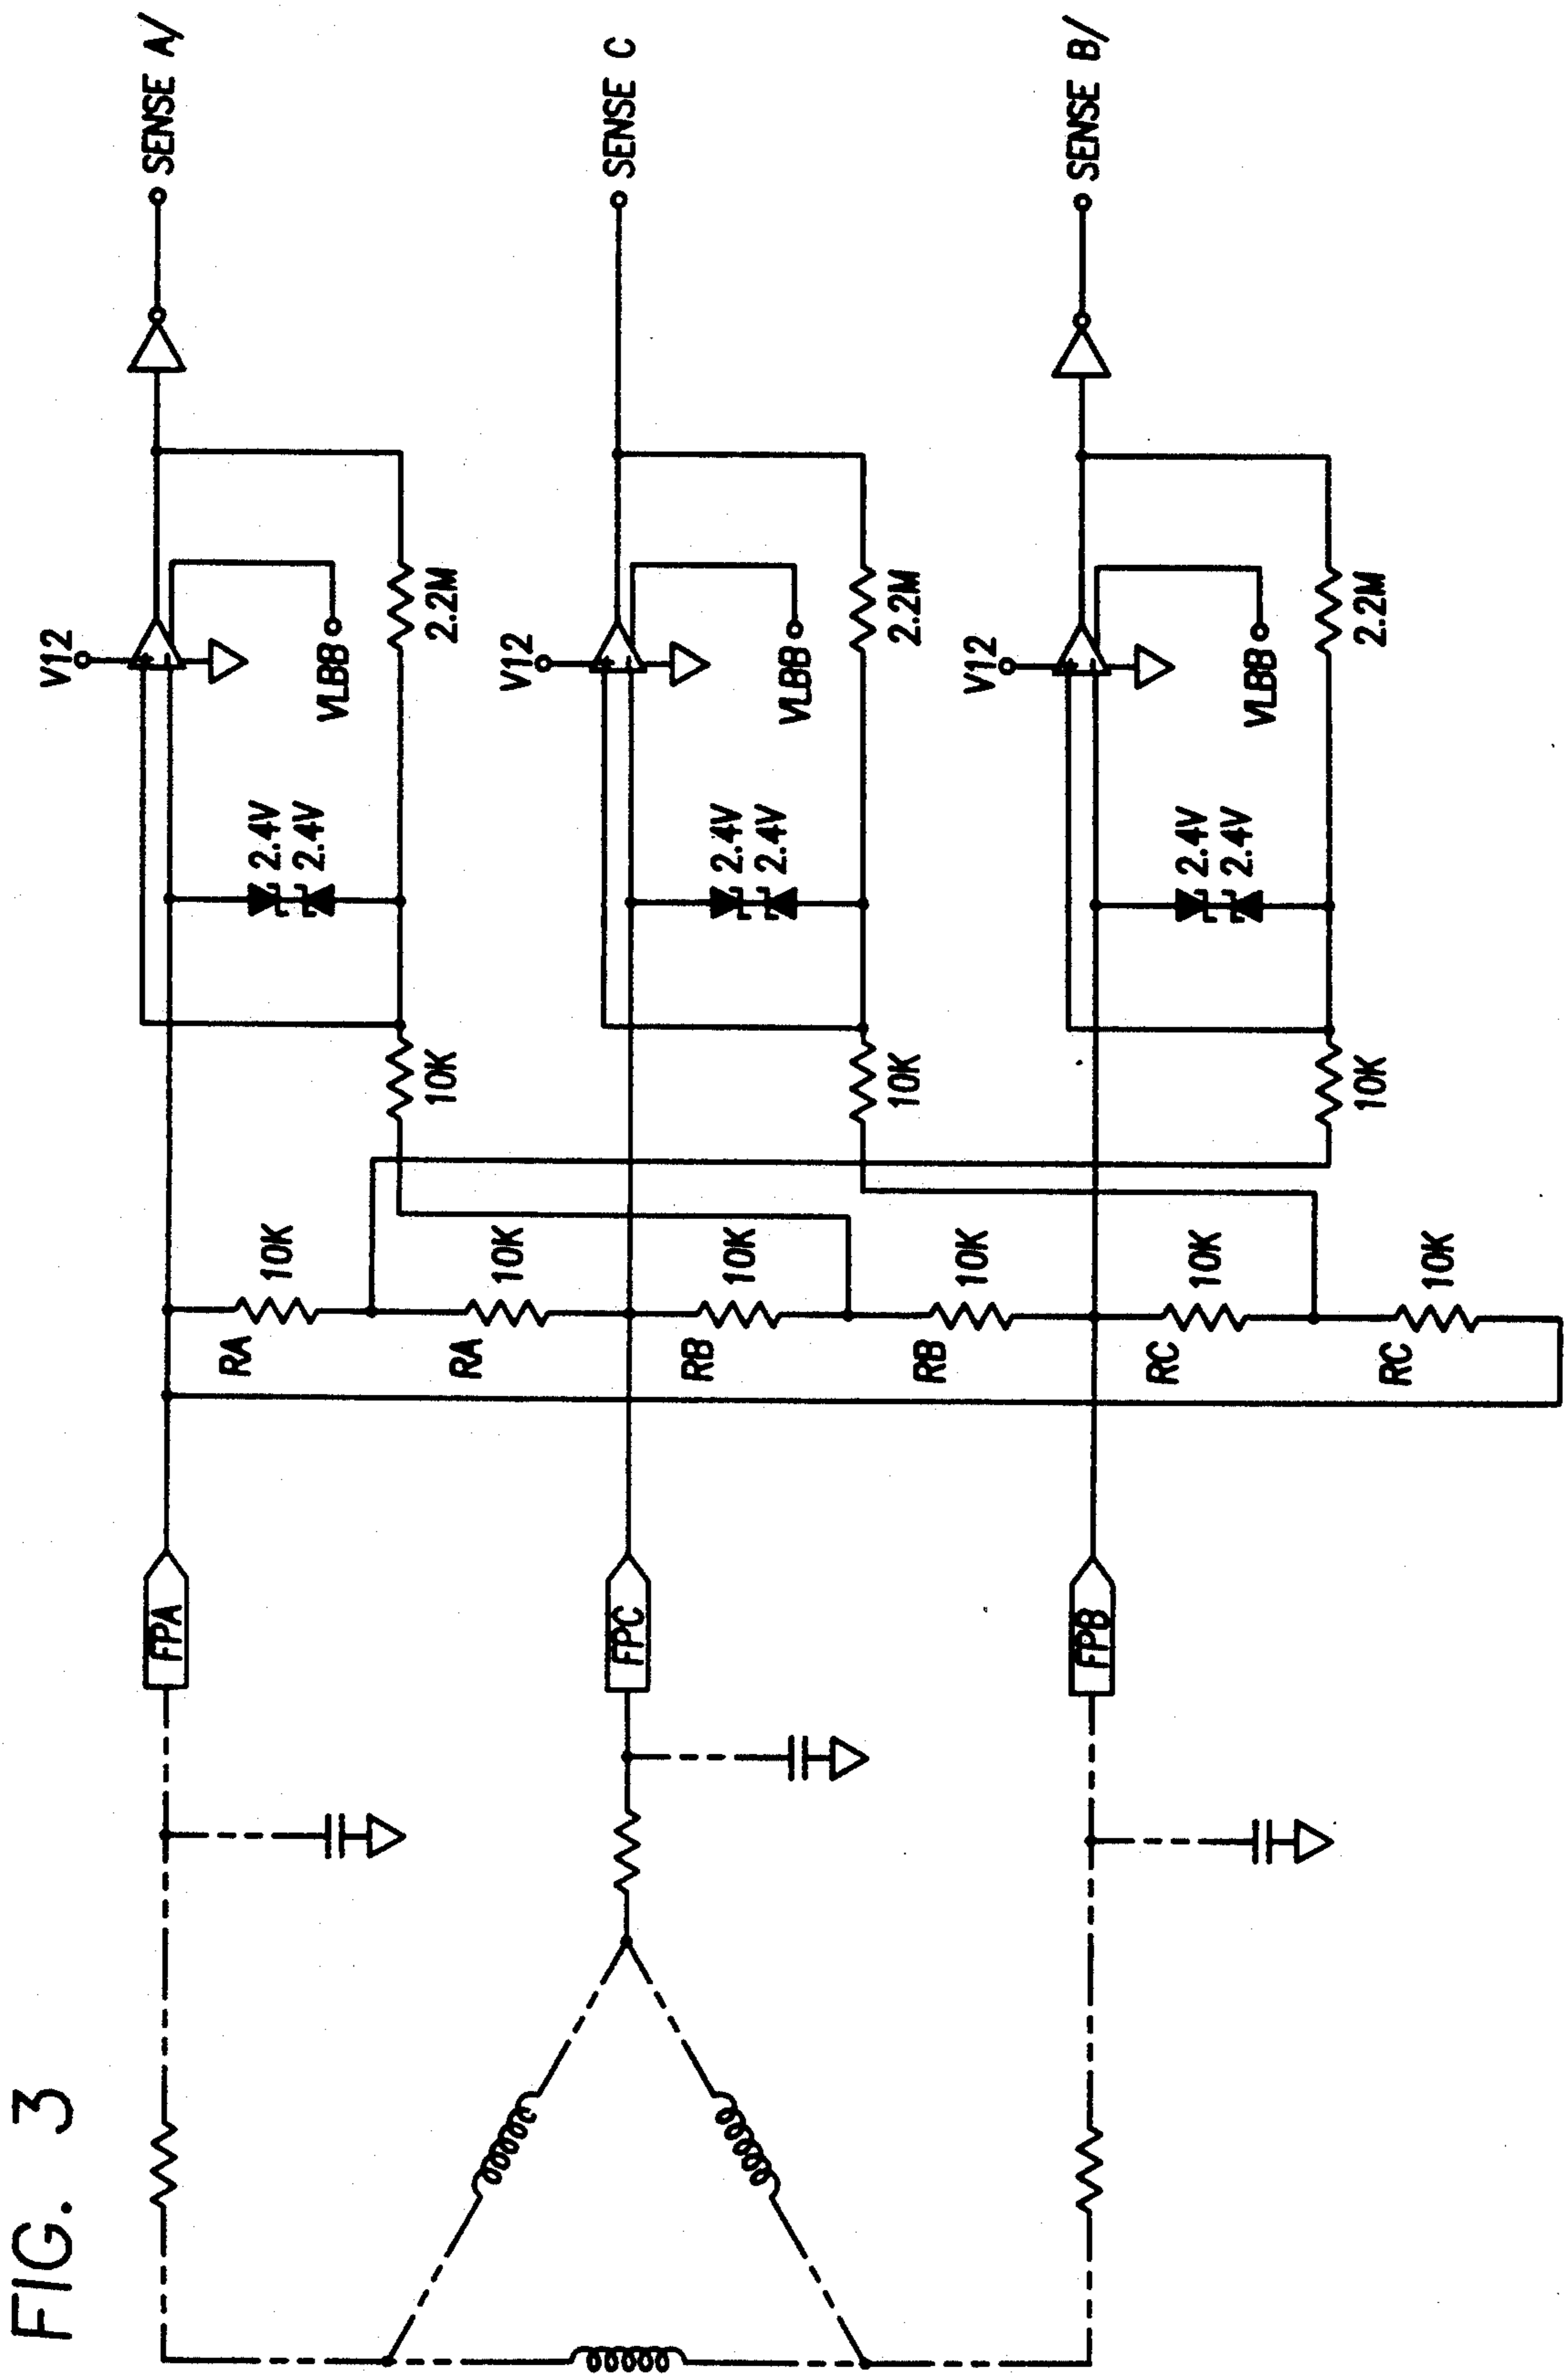 FIG. 3
FPA
FPC
FPB
RA
10K
RA
10K
RB
10K
RB
10K
RC
10K
RC
10K
10K
2.4V
2.4V
V12
+
-
VLBB
2.2M
SENSE A/
10K
2.4V
2.4V
V12
+
-
VLBB
2.2M
SENSE C
10K
2.4V
2.4V
V12
+
-
VLBB
2.2M
SENSE B/